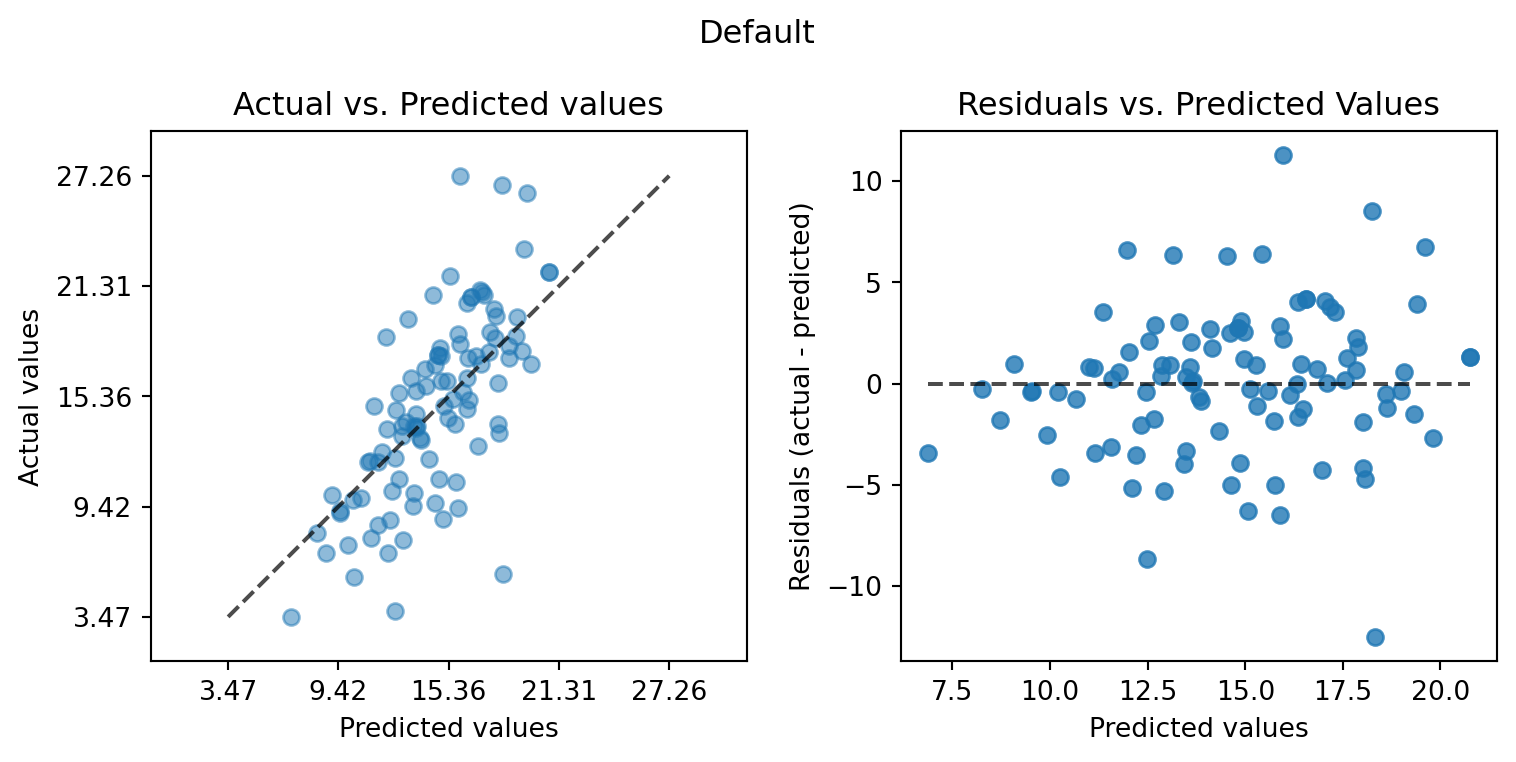 Default
Actual vs. Predicted values
Actual values
27.26
21.31
15.36
9.42
3.47
3.47 9.42 15.36 21.31 27.26
Predicted values
Residuals vs. Predicted Values
Residuals (actual - predicted)
10
5
0
−5
−10
7.5 10.0 12.5 15.0 17.5 20.0
Predicted values